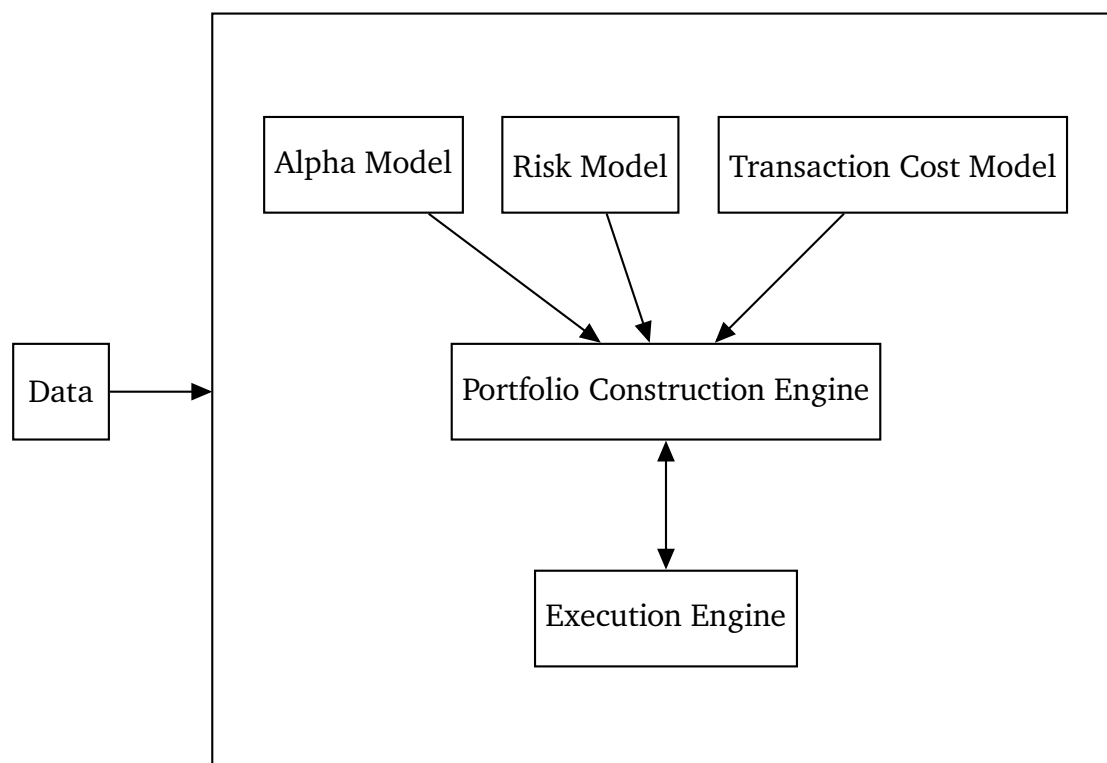 Alpha Model
Risk Model
Transaction Cost Model
Data
Portfolio Construction Engine
Execution Engine